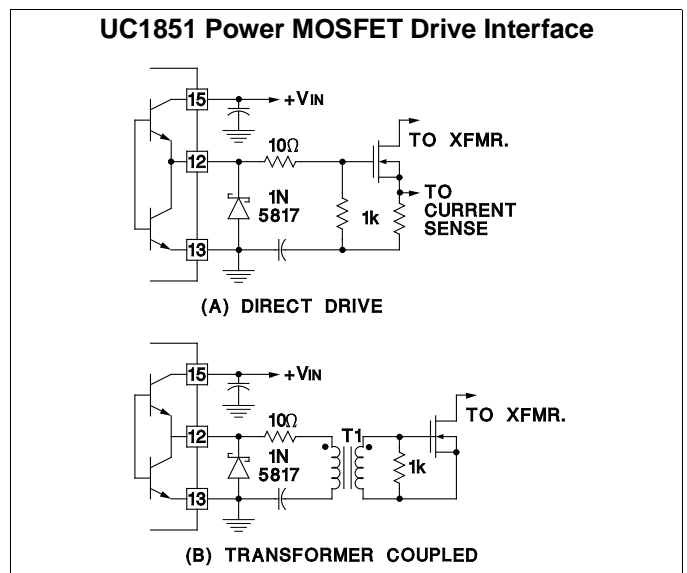 UC1851 Power MOSFET Drive Interface
15
+VIN
10Ω
TO XFMR.
12
1N
5817
1k
TO
CURRENT
SENSE
13
(A) DIRECT DRIVE
15
+VIN
TO XFMR.
10Ω
T1
12
1N
5817
1k
13
(B) TRANSFORMER COUPLED